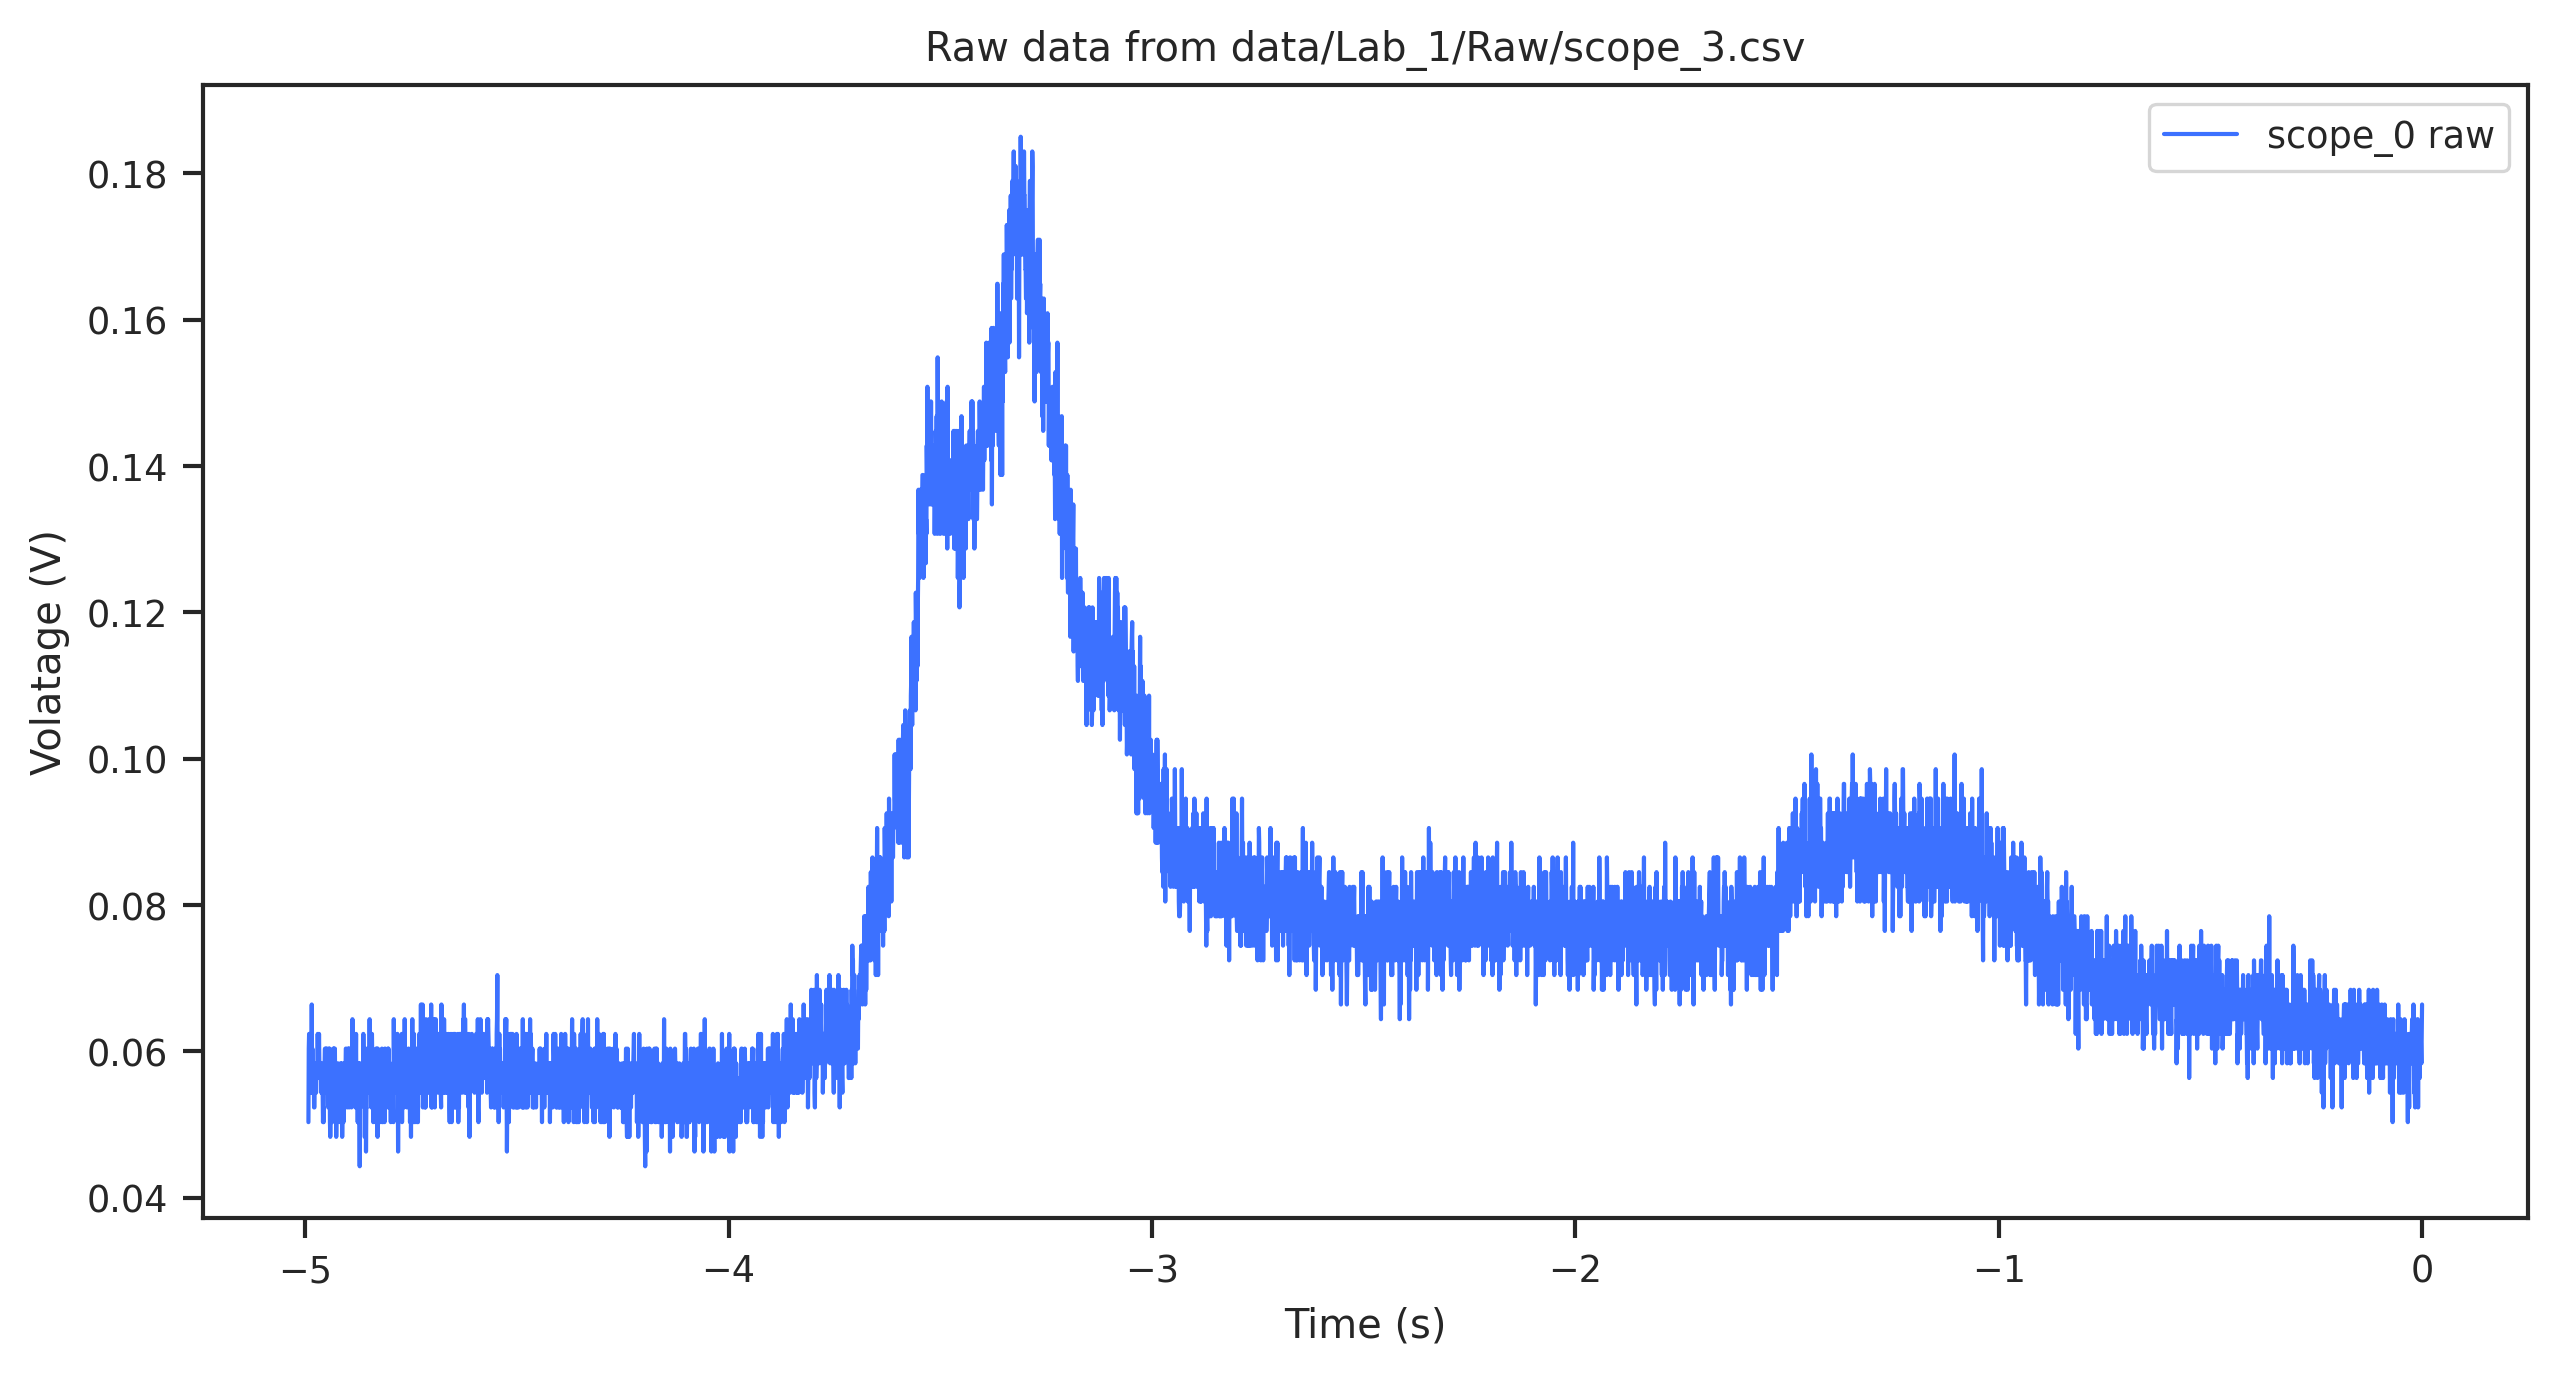 Raw data from data/Lab_1/Raw/scope_3.csv
scope_0 raw
0.18
0.16
0.14
0.12
0.10
0.08
0.06
0.04
Volatage (V)
−5 −4 −3 −2 −1 0
Time (s)